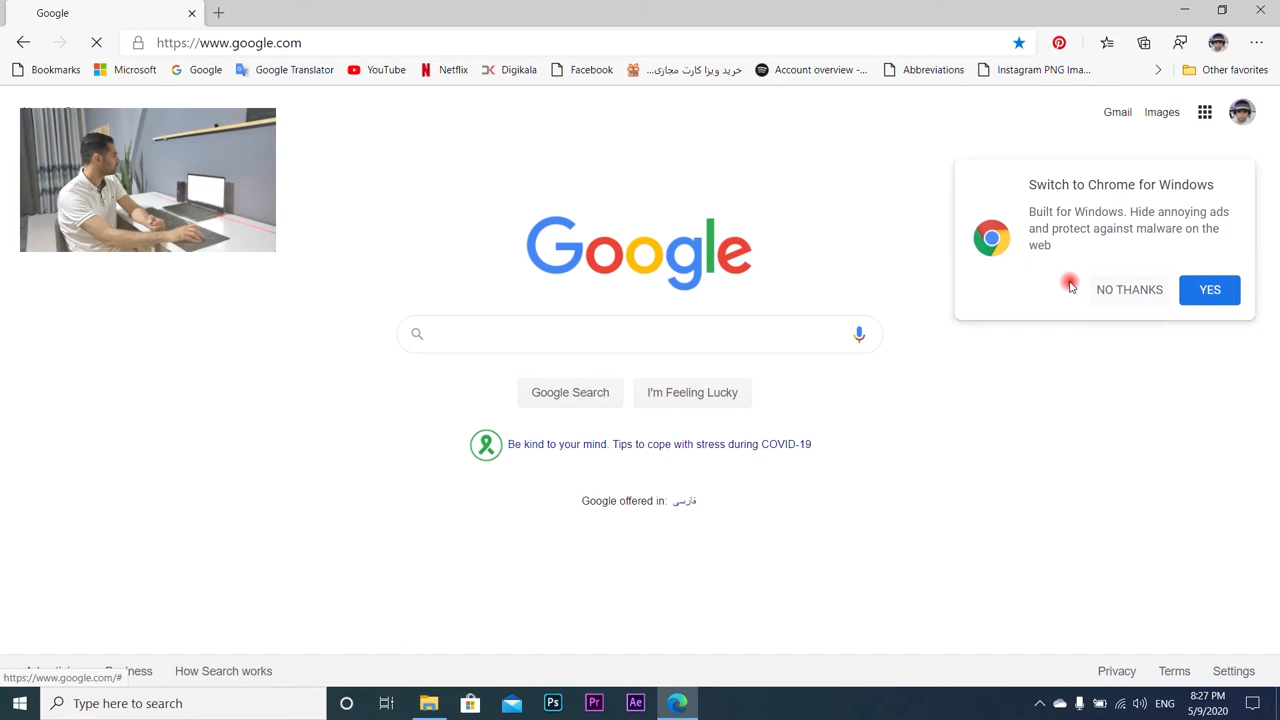 Google
https://www.google.com
Bookmarks Microsoft Google Google Translator YouTube Netflix Digikala Facebook خرید ویزا کارت مجازی... Account overview -... Abbreviations Instagram PNG Ima... Other favorites
Gmail Images
Switch to Chrome for Windows
Built for Windows. Hide annoying ads
and protect against malware on the
web
NO THANKS YES
Google
Google Search I'm Feeling Lucky
Be kind to your mind. Tips to cope with stress during COVID-19
Google offered in: فارسی
How Search works Privacy Terms Settings
https://www.google.com/#
Type here to search Ps Pr Ae ENG
8:27 PM
5/9/2020